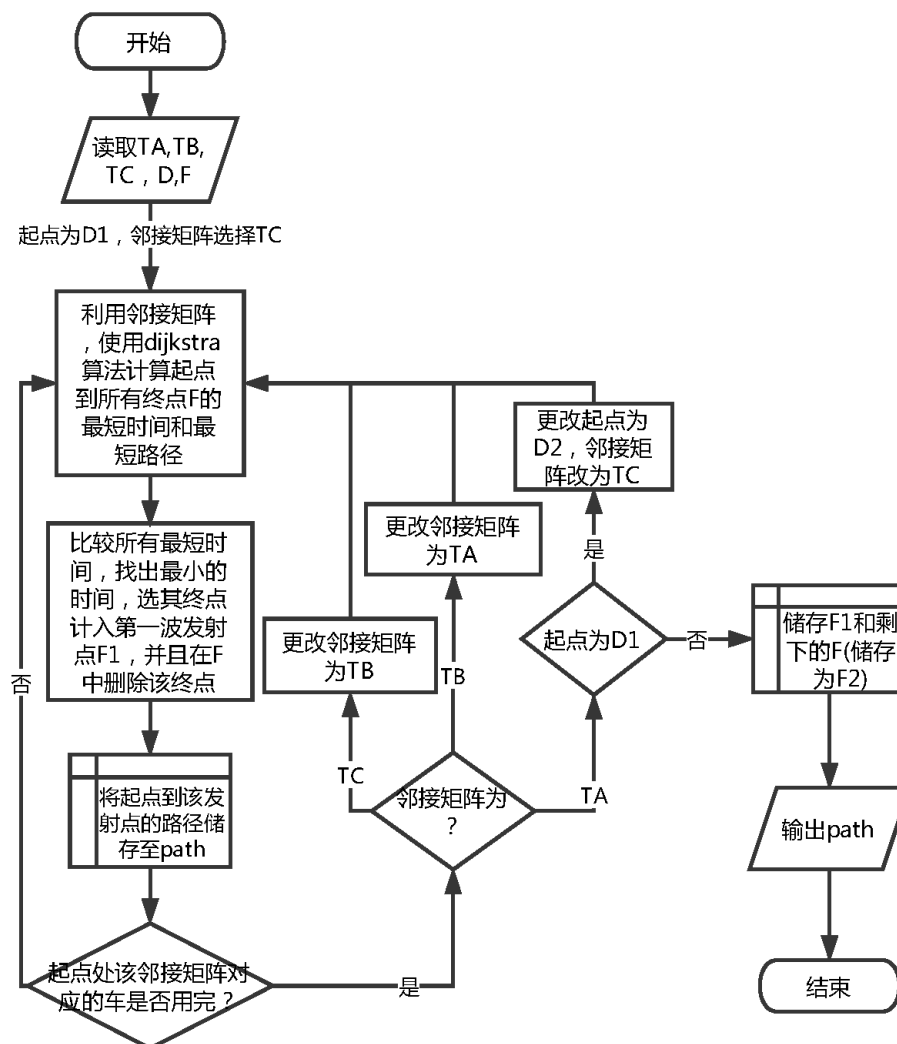 开始
读取TA,TB,
TC，D,F
起点为D1，邻接矩阵选择TC
利用邻接矩阵
，使用dijkstra
算法计算起点
到所有终点F的
最短时间和最
短路径
比较所有最短时
间，找出最小的
时间，选其终点
计入第一波发射
点F1，并且在F
中删除该终点
将起点到该发
射点的路径储
存至path
起点处该邻接矩阵对
应的车是否用完？
否
是
邻接矩阵为
？
TC
TB
TA
更改邻接矩阵
为TB
更改邻接矩阵
为TA
起点为D1
是
更改起点为
D2，邻接矩
阵改为TC
否
储存F1和剩
下的F(储存
为F2)
输出path
结束